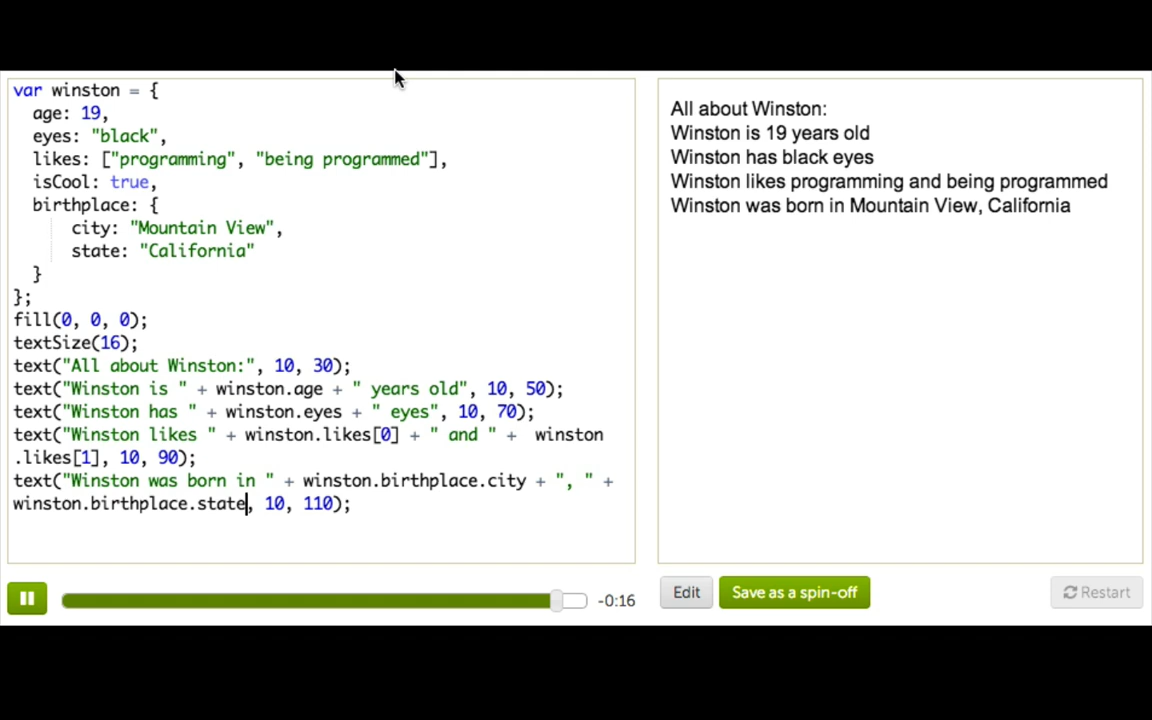 var winston = {
age: 19,
eyes: "black",
likes: ["programming", "being programmed"],
isCool: true,
birthplace: {
city: "Mountain View",
state: "California"
}
};
fill(0, 0, 0);
textSize(16);
text("All about Winston:", 10, 30);
text("Winston is " + winston.age + " years old", 10, 50);
text("Winston has " + winston.eyes + " eyes", 10, 70);
text("Winston likes " + winston.likes[0] + " and " +  winston
.likes[1], 10, 90);
text("Winston was born in " + winston.birthplace.city + ", " +
winston.birthplace.state, 10, 110);
All about Winston:
Winston is 19 years old
Winston has black eyes
Winston likes programming and being programmed
Winston was born in Mountain View, California
-0:16
Edit
Save as a spin-off
Restart